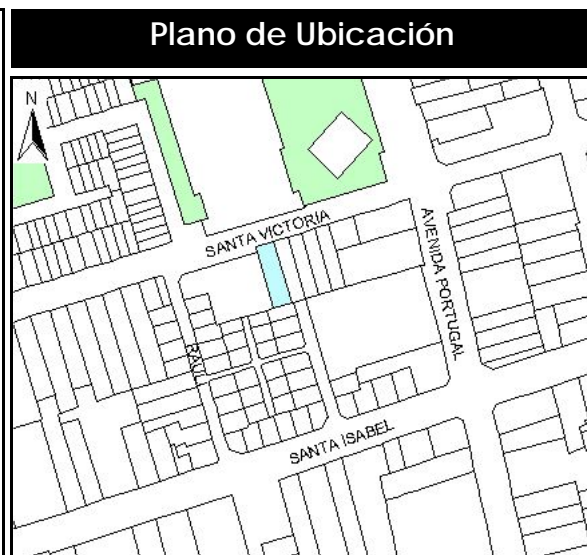 Plano de Ubicación
N
SANTA VICTORIA
AVENIDA PORTUGAL
RAUL
SANTA ISABEL